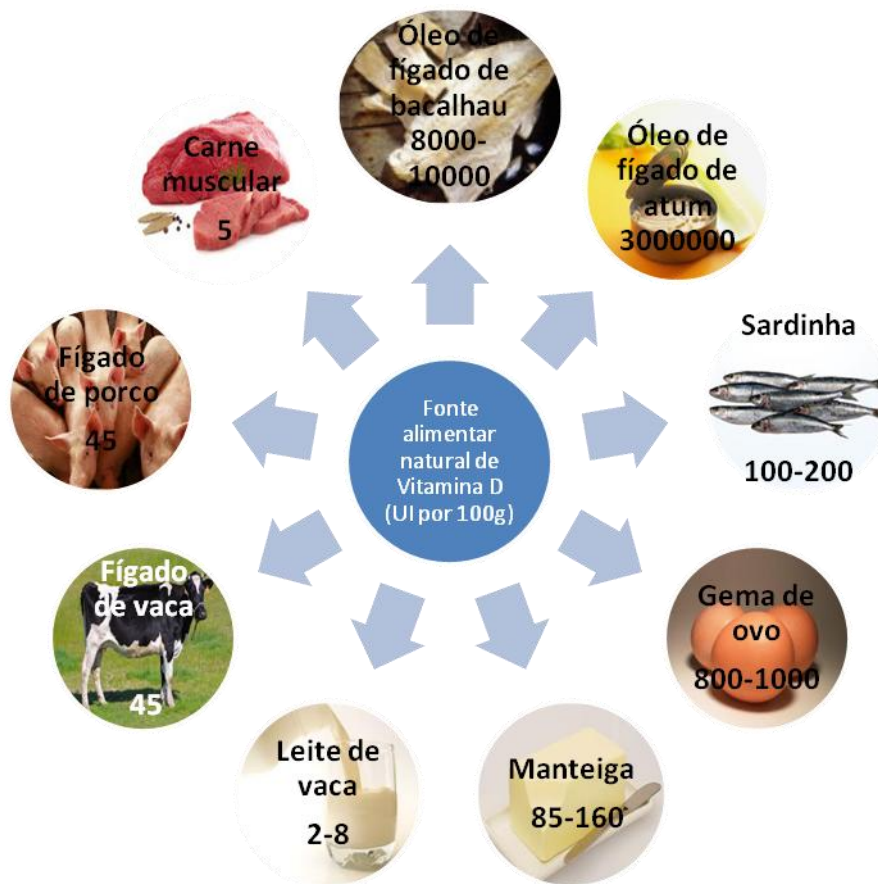 Óleo de
fígado de
bacalhau
8000-
10000
Óleo de
fígado de
atum
3000000
Sardinha
100-200
Gema de
ovo
800-1000
Manteiga
85-160
Leite de
vaca
2-8
Fígado
de vaca
45
Fígado
de porco
45
Carne
muscular
5
Fonte
alimentar
natural de
Vitamina D
(UI por 100g)